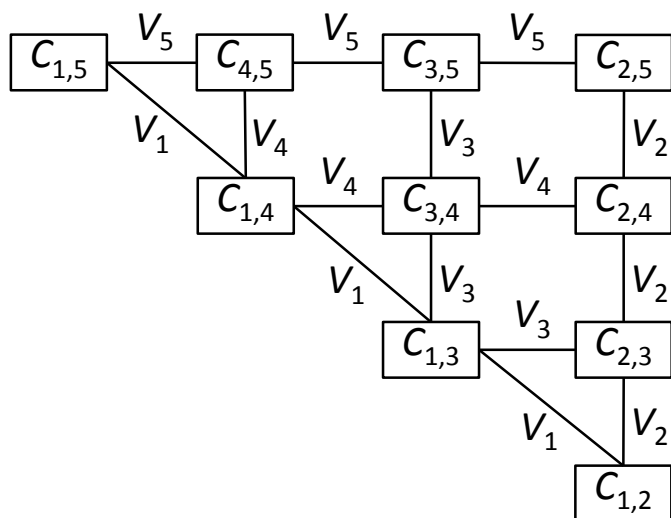 V5 V5 V5
C1,5 C4,5 C3,5 C2,5
V1 V4 V3 V2
V4 V4
C1,4 C3,4 C2,4
V1 V3 V2
V3
C1,3 C2,3
V1 V2
C1,2